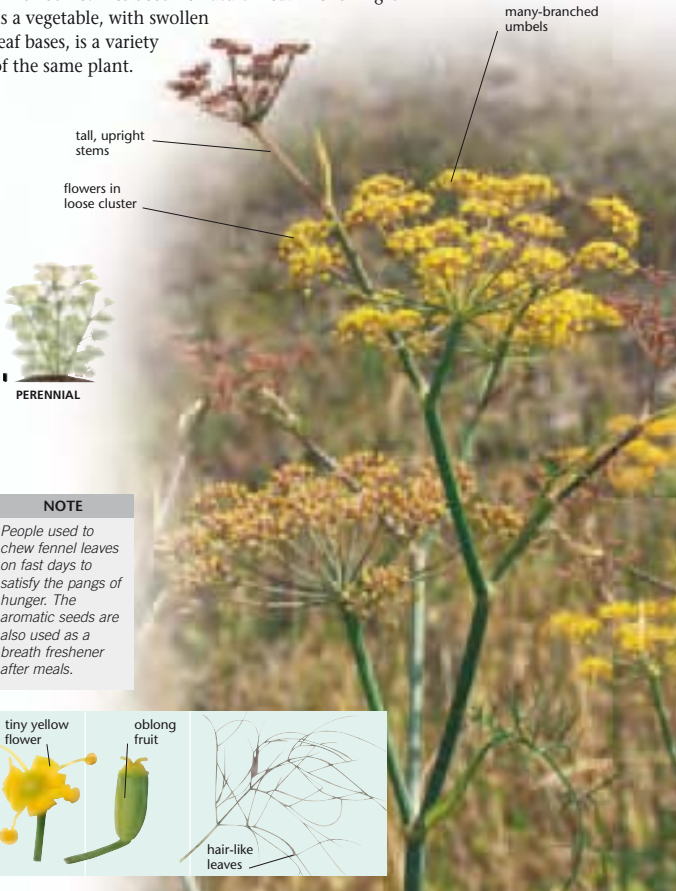 s a vegetable, with swollen
eaf bases, is a variety
of the same plant.
many-branched
umbels
tall, upright
stems
flowers in
loose cluster
PERENNIAL
NOTE
People used to
chew fennel leaves
on fast days to
satisfy the pangs of
hunger. The
aromatic seeds are
also used as a
breath freshener
after meals.
tiny yellow
flower
oblong
fruit
hair-like
leaves